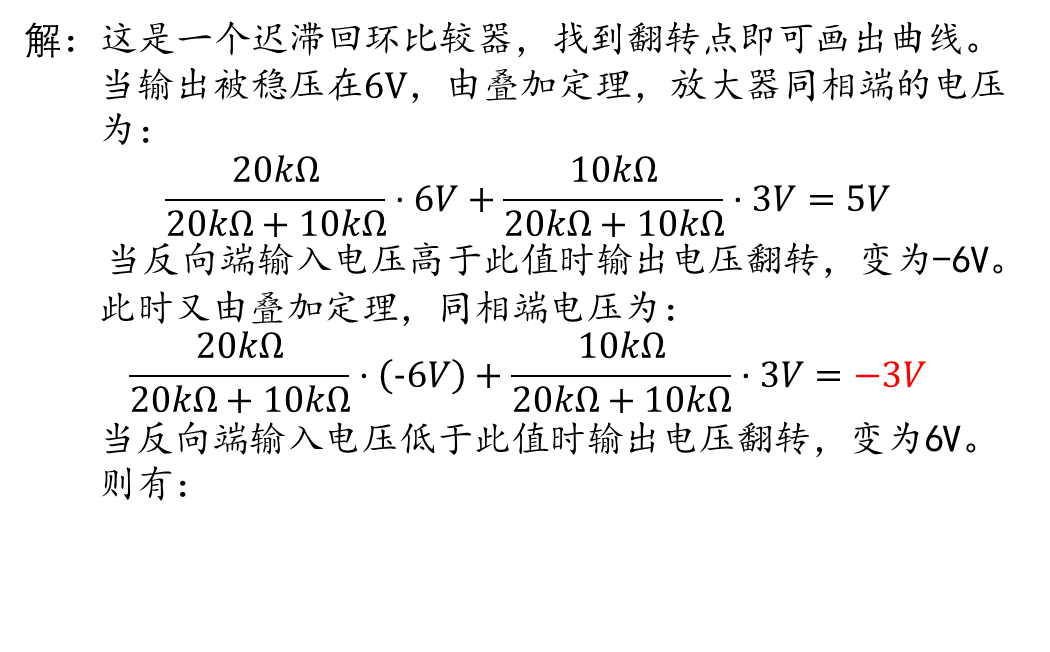 解：这是一个迟滞回环比较器，找到翻转点即可画出曲线。
当输出被稳压在6V，由叠加定理，放大器同相端的电压
为：
20kΩ/(20kΩ + 10kΩ) · 6V + 10kΩ/(20kΩ + 10kΩ) · 3V = 5V
当反向端输入电压高于此值时输出电压翻转，变为-6V。
此时又由叠加定理，同相端电压为：
20kΩ/(20kΩ + 10kΩ) · (-6V) + 10kΩ/(20kΩ + 10kΩ) · 3V = −3V
当反向端输入电压低于此值时输出电压翻转，变为6V。
则有：